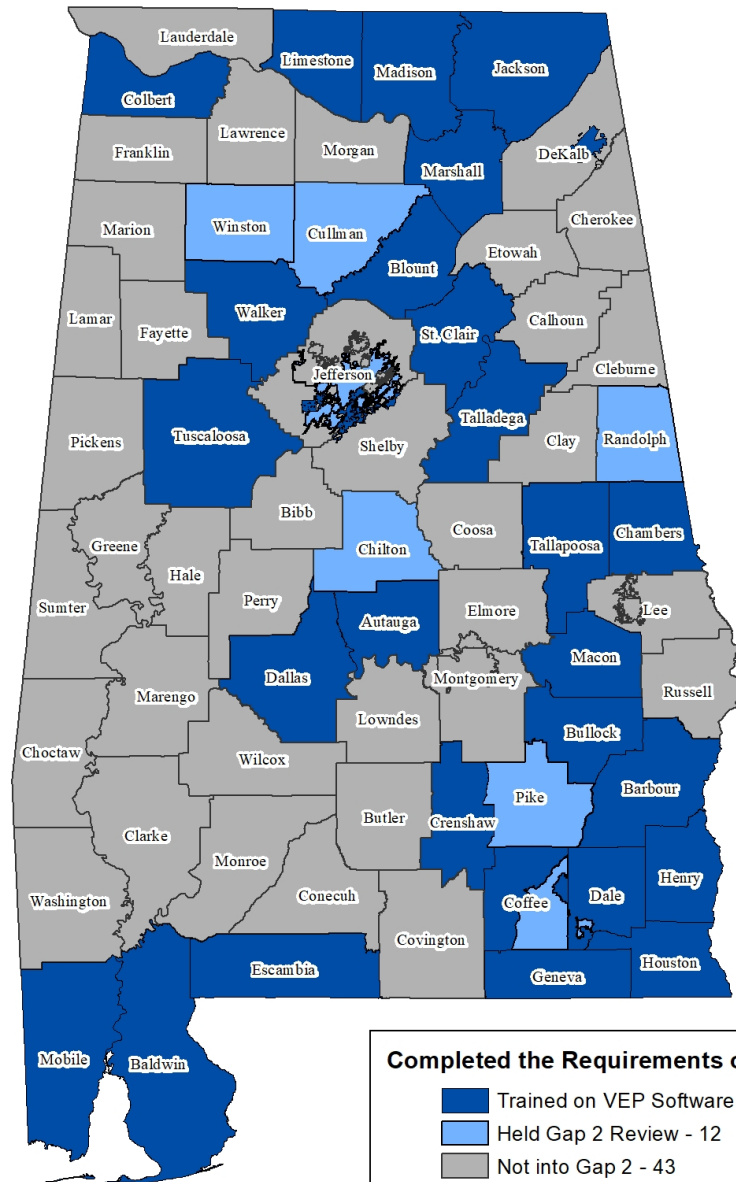 Lauderdale
Limestone
Madison
Jackson
Colbert
Lawrence
Franklin
Morgan
DeKalb
Marshall
Cherokee
Marion
Winston
Cullman
Etowah
Blount
Lamar
Walker
Fayette
St. Clair
Calhoun
Jefferson
Cleburne
Pickens
Tuscaloosa
Talladega
Shelby
Clay
Randolph
Bibb
Coosa
Chambers
Greene
Chilton
Tallapoosa
Hale
Sumter
Perry
Elmore
Lee
Autauga
Macon
Dallas
Montgomery
Marengo
Russell
Lowndes
Bullock
Choctaw
Wilcox
Barbour
Pike
Butler
Crenshaw
Clarke
Monroe
Henry
Conecuh
Coffee
Dale
Washington
Covington
Escambia
Houston
Geneva
Mobile
Baldwin
Completed the Requirements o
Trained on VEP Software
Held Gap 2 Review - 12
Not into Gap 2 - 43